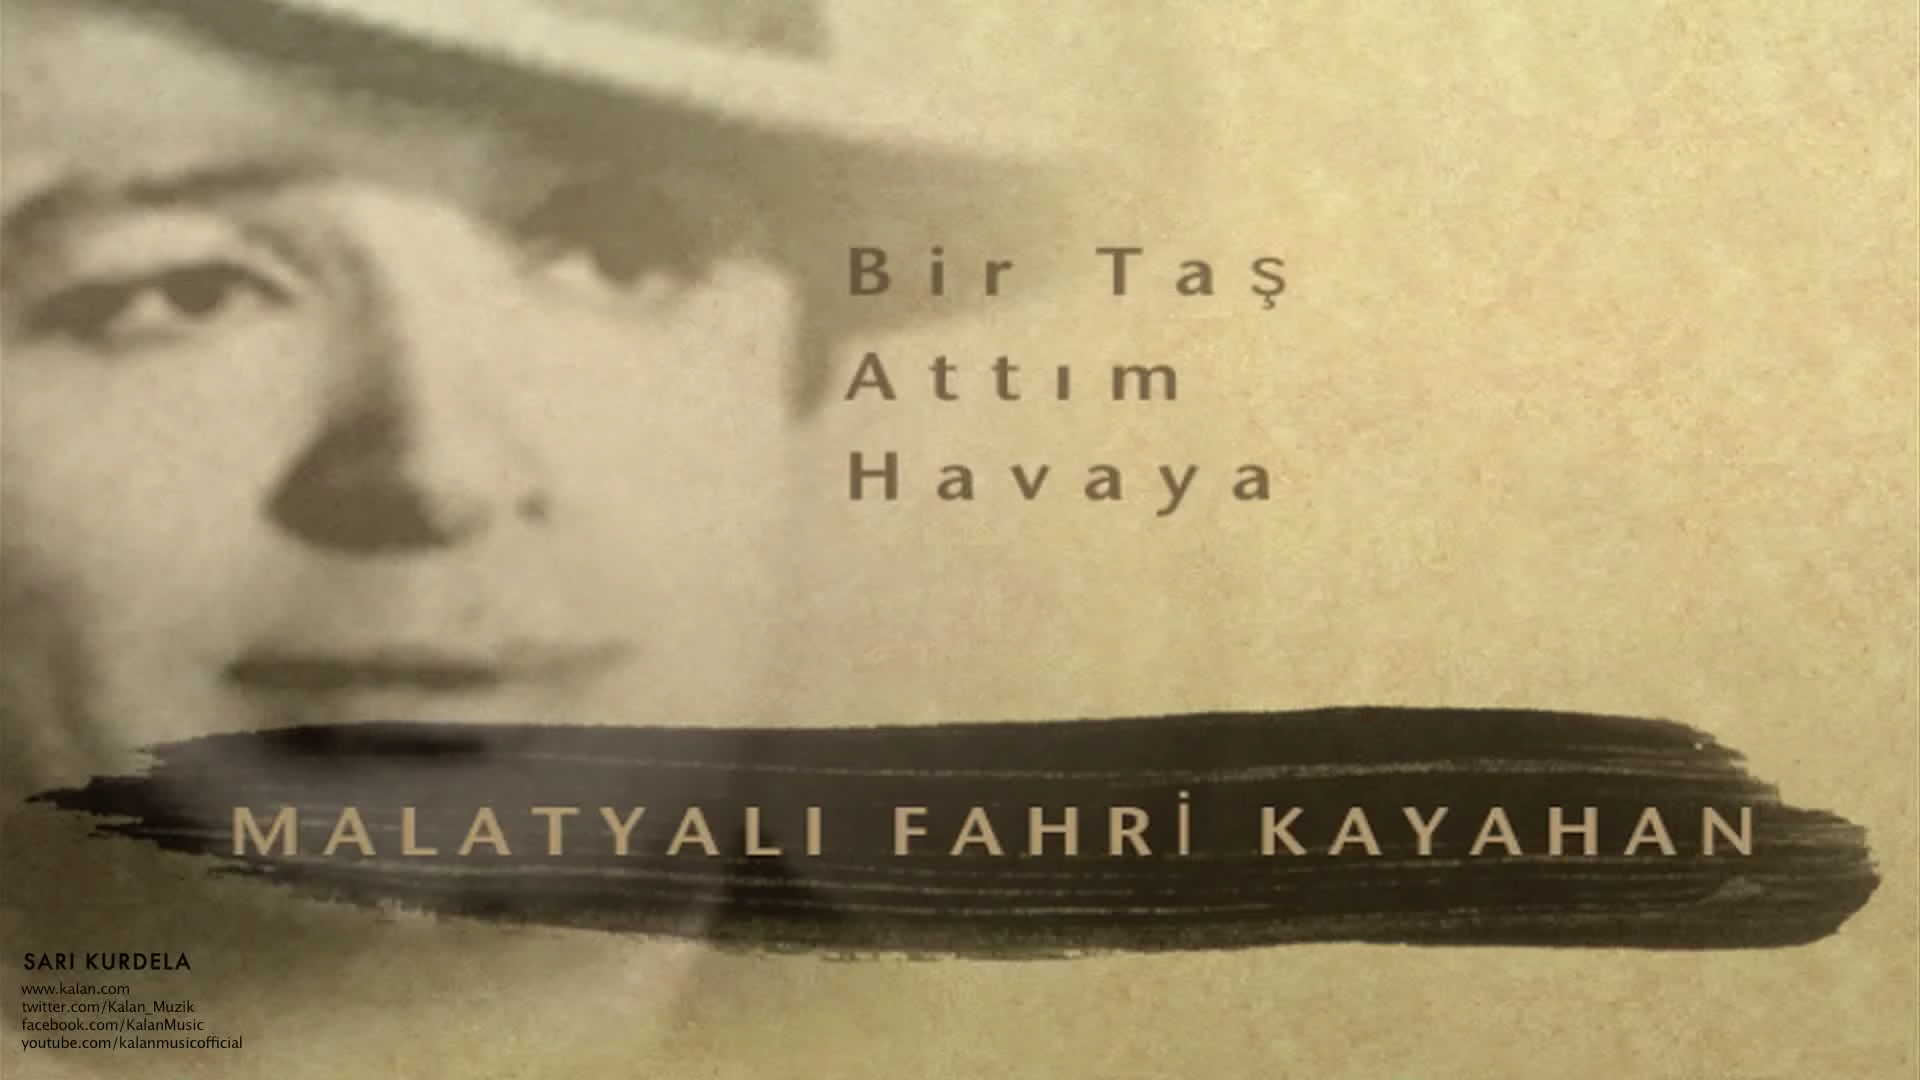 Bir Taş
Attım
Havaya
MALATYALI FAHRİ KAYAHAN
SARI KURDELA
www.kalan.com
twitter.com/Kalan_Muzik
facebook.com/KalanMusic
youtube.com/kalanmusicofficial